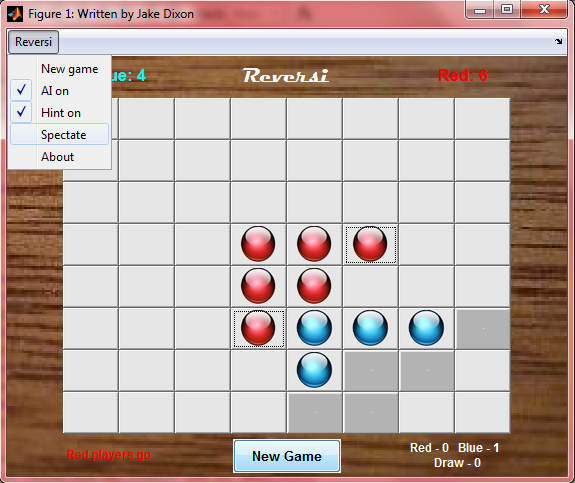 Figure 1: Written by Jake Dixon
Reversi
New game
AI on
Hint on
Spectate
About
ue: 4
Reversi
Red: 6
Red players go
New Game
Red - 0 Blue - 1
Draw - 0